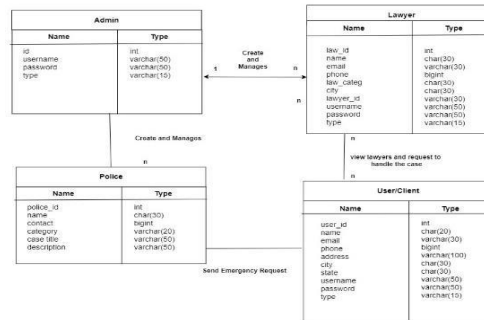 Admin
Name Type
id int
username varchar(50)
password varchar(50)
type varchar(15)
Create
and
Manages
1 n
n
Lawyer
Name Type
law_id int
name char(30)
email varchar(30)
phone bigint
law_categ char(30)
city char(30)
lawyer_id varchar(30)
username varchar(50)
password varchar(50)
type varchar(15)
Create and Managos
n
n
view lawyers and request to
handle the case
n
Police
Name Type
police_id int
name char(30)
contact bigint
category varchar(20)
case title varchar(50)
description varchar(50)
Send Emergency Request
User/Client
Name Type
user_id int
name char(20)
email varchar(30)
phone bigint
address varchar(100)
city char(30)
state char(30)
username varchar(50)
password varchar(50)
type varchar(15)